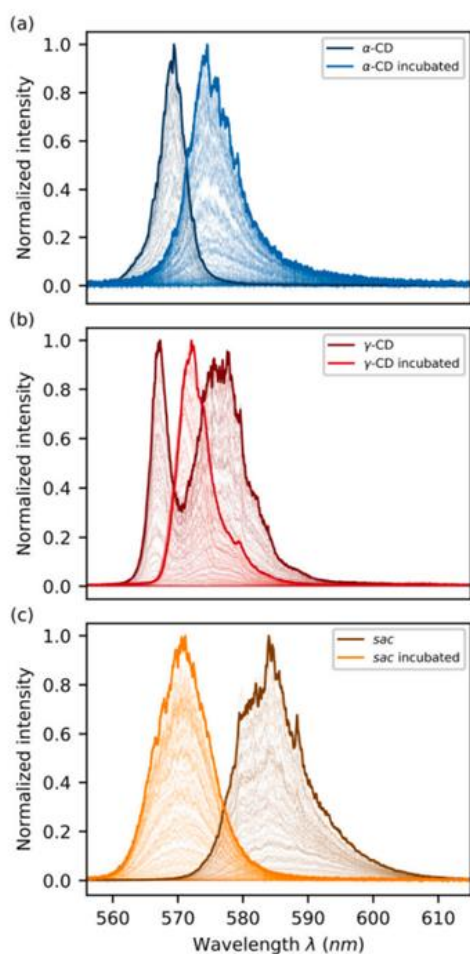 (a)
1.0
0.8
0.6
0.4
0.2
0.0
Normalized intensity
α-CD
α-CD incubated
(b)
1.0
0.8
0.6
0.4
0.2
0.0
Normalized intensity
γ-CD
γ-CD incubated
(c)
1.0
0.8
0.6
0.4
0.2
0.0
Normalized intensity
sac
sac incubated
560 570 580 590 600 610
Wavelength λ (nm)